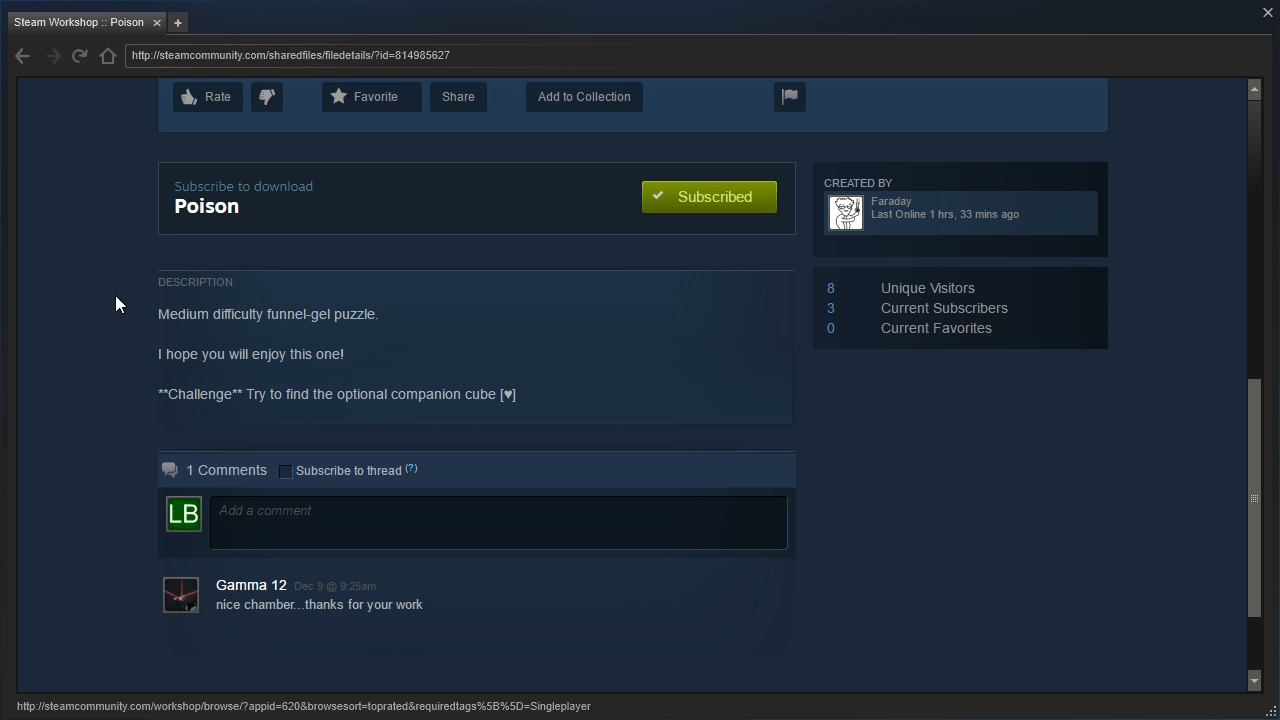 Steam Workshop :: Poison
http://steamcommunity.com/sharedfiles/filedetails/?id=814985627
Rate
Favorite
Share
Add to Collection
Subscribe to download
Poison
Subscribed
CREATED BY
Faraday
Last Online 1 hrs, 33 mins ago
8 Unique Visitors
3 Current Subscribers
0 Current Favorites
DESCRIPTION
Medium difficulty funnel-gel puzzle.
I hope you will enjoy this one!
**Challenge** Try to find the optional companion cube [♥]
1 Comments Subscribe to thread (?)
LB
Add a comment
Gamma 12 Dec 9 @ 9:25am
nice chamber...thanks for your work
http://steamcommunity.com/workshop/browse/?appid=620&browsesort=toprated&requiredtags%5B%5D=Singleplayer